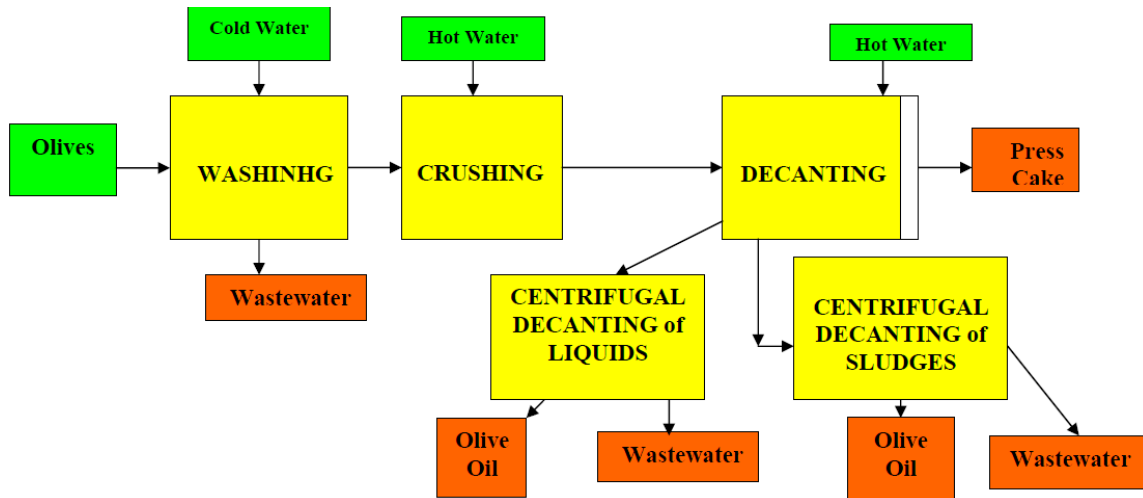 Cold Water
Hot Water
Hot Water
Olives
WASHINHG
CRUSHING
DECANTING
Press
Cake
Wastewater
CENTRIFUGAL
DECANTING of
LIQUIDS
CENTRIFUGAL
DECANTING of
SLUDGES
Olive
Oil
Wastewater
Olive
Oil
Wastewater